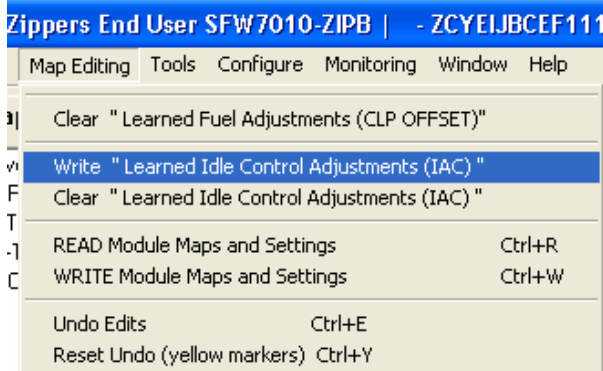 Zippers End User SFW7010-ZIPB | - ZCYEIJBCEF111
Map Editing Tools Configure Monitoring Window Help
Clear " Learned Fuel Adjustments (CLP OFFSET)"
Write " Learned Idle Control Adjustments (IAC) "
Clear " Learned Idle Control Adjustments (IAC) "
READ Module Maps and Settings Ctrl+R
WRITE Module Maps and Settings Ctrl+W
Undo Edits Ctrl+E
Reset Undo (yellow markers) Ctrl+Y